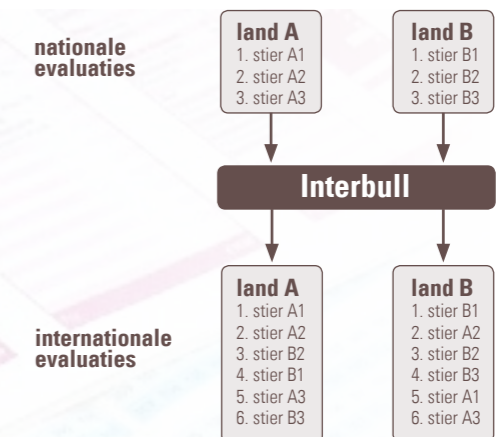 nationale
evaluaties
land A
1. stier A1
2. stier A2
3. stier A3
land B
1. stier B1
2. stier B2
3. stier B3
Interbull
internationale
evaluaties
land A
1. stier A1
2. stier A2
3. stier B2
4. stier B1
5. stier A3
6. stier B3
land B
1. stier B1
2. stier A2
3. stier B2
4. stier B3
5. stier A1
6. stier A3